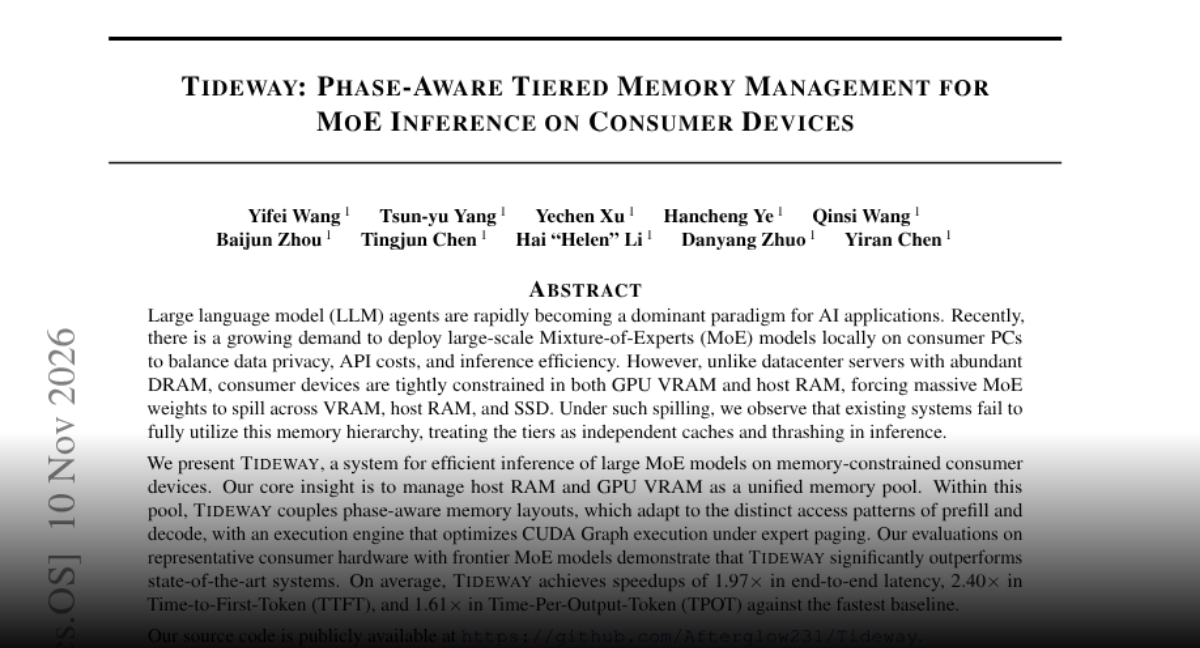 TIDEWAY: PHASE-AWARE TIERED MEMORY MANAGEMENT FOR
MOE INFERENCE ON CONSUMER DEVICES
Yifei Wang 1 Tsun-yu Yang 1 Yechen Xu 1 Hancheng Ye 1 Qinsi Wang 1
Baijun Zhou 1 Tingjun Chen 1 Hai “Helen” Li 1 Danyang Zhuo 1 Yiran Chen 1
ABSTRACT
Large language model (LLM) agents are rapidly becoming a dominant paradigm for AI applications. Recently,
there is a growing demand to deploy large-scale Mixture-of-Experts (MoE) models locally on consumer PCs
to balance data privacy, API costs, and inference efficiency. However, unlike datacenter servers with abundant
DRAM, consumer devices are tightly constrained in both GPU VRAM and host RAM, forcing massive MoE
weights to spill across VRAM, host RAM, and SSD. Under such spilling, we observe that existing systems fail to
fully utilize this memory hierarchy, treating the tiers as independent caches and thrashing in inference.
We present TIDEWAY, a system for efficient inference of large MoE models on memory-constrained consumer
devices. Our core insight is to manage host RAM and GPU VRAM as a unified memory pool. Within this
pool, TIDEWAY couples phase-aware memory layouts, which adapt to the distinct access patterns of prefill and
decode, with an execution engine that optimizes CUDA Graph execution under expert paging. Our evaluations on
representative consumer hardware with frontier MoE models demonstrate that TIDEWAY significantly outperforms
state-of-the-art systems. On average, TIDEWAY achieves speedups of 1.97× in end-to-end latency, 2.40× in
Time-to-First-Token (TTFT), and 1.61× in Time-Per-Output-Token (TPOT) against the fastest baseline.
Our source code is publicly available at https://github.com/Afterglow231/Tideway.
s.OS] 10 Nov 2026